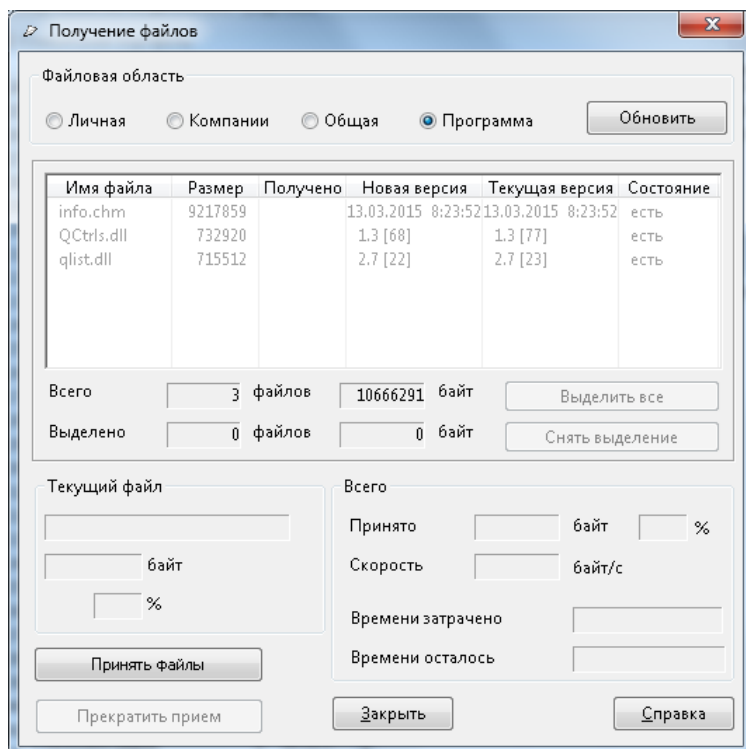 Получение файлов
Файловая область
Личная Компании Общая Программа Обновить
Имя файла Размер Получено Новая версия Текущая версия Состояние
info.chm 9217859 13.03.2015 8:23:52 13.03.2015 8:23:52 есть
QCtrls.dll 732920 1.3 [68] 1.3 [77] есть
qlist.dll 715512 2.7 [22] 2.7 [23] есть
Всего 3 файлов 10666291 байт Выделить все
Выделено 0 файлов 0 байт Снять выделение
Текущий файл
байт
%
Всего
Принято байт %
Скорость байт/с
Времени затрачено
Времени осталось
Принять файлы
Прекратить прием Закрыть Справка